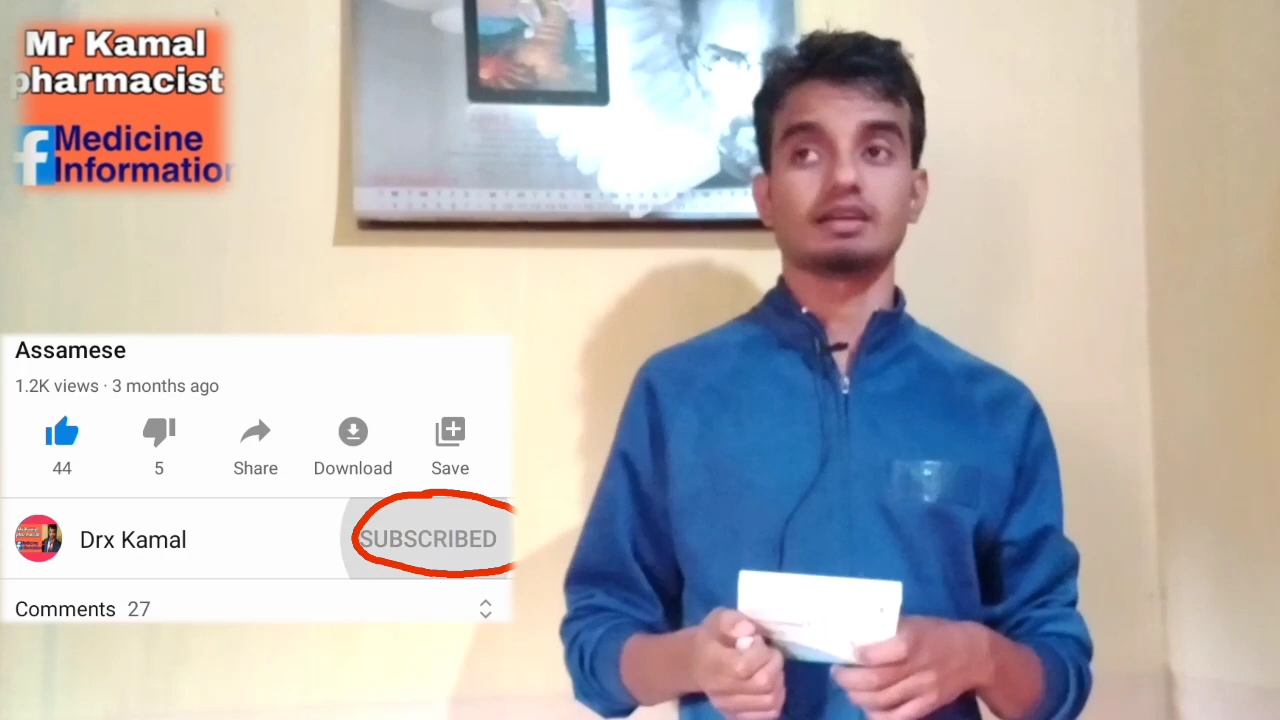 Mr Kamal
pharmacist
f Medicine
Information
Assamese
1.2K views · 3 months ago
44
5
Share
Download
Save
Drx Kamal
SUBSCRIBED
Comments 27